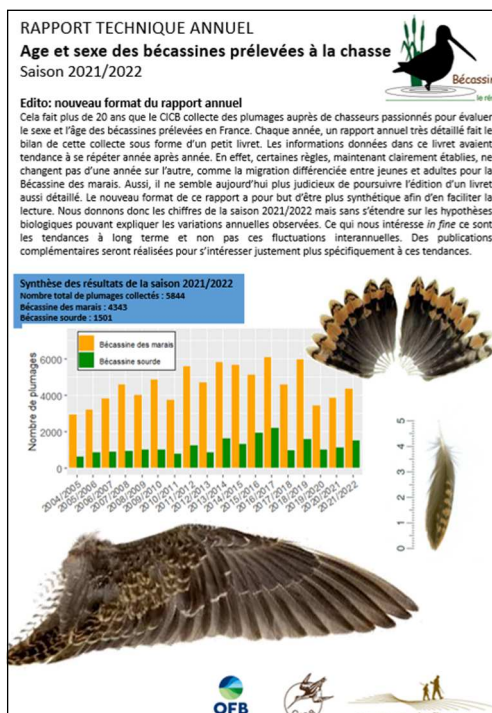 RAPPORT TECHNIQUE ANNUEL
Age et sexe des bécassines prélevées à la chasse
Saison 2021/2022
Bécassin
le ré
Edito: nouveau format du rapport annuel
Cela fait plus de 20 ans que le CICB collecte des plumages auprès de chasseurs passionnés pour évaluer
le sexe et l'âge des bécassines prélevées en France. Chaque année, un rapport annuel très détaillé fait le
bilan de cette collecte sous forme d'un petit livret. Les informations données dans ce livret avaient
tendance à se répéter année après année. En effet, certaines règles, maintenant clairement établies, ne
changent pas d'une année sur l'autre, comme la migration différenciée entre jeunes et adultes pour la
Bécassine des marais. Aussi, il ne semble aujourd'hui plus judicieux de poursuivre l'édition d'un livret
aussi détaillé. Le nouveau format de ce rapport a pour but d'être plus synthétique afin d'en faciliter la
lecture. Nous donnons donc les chiffres de la saison 2021/2022 mais sans s'étendre sur les hypothèses
biologiques pouvant expliquer les variations annuelles observées. Ce qui nous intéresse in fine ce sont
les tendances à long terme et non pas ces fluctuations interannuelles. Des publications
complémentaires seront réalisées pour s'intéresser justement plus spécifiquement à ces tendances.
Synthèse des résultats de la saison 2021/2022
Nombre total de plumages collectés : 5844
Bécassine des marais : 4343
Bécassine sourde : 1501
Bécassine des marais
Bécassine sourde
Nombre de plumages
6000
4000
2000
0
2004/2005
2005/2006
2006/2007
2007/2008
2008/2009
2009/2010
2010/2011
2011/2012
2012/2013
2013/2014
2014/2015
2015/2016
2016/2017
2017/2018
2018/2019
2019/2020
2020/2021
2021/2022
5
4
3
2
1
0
OFB